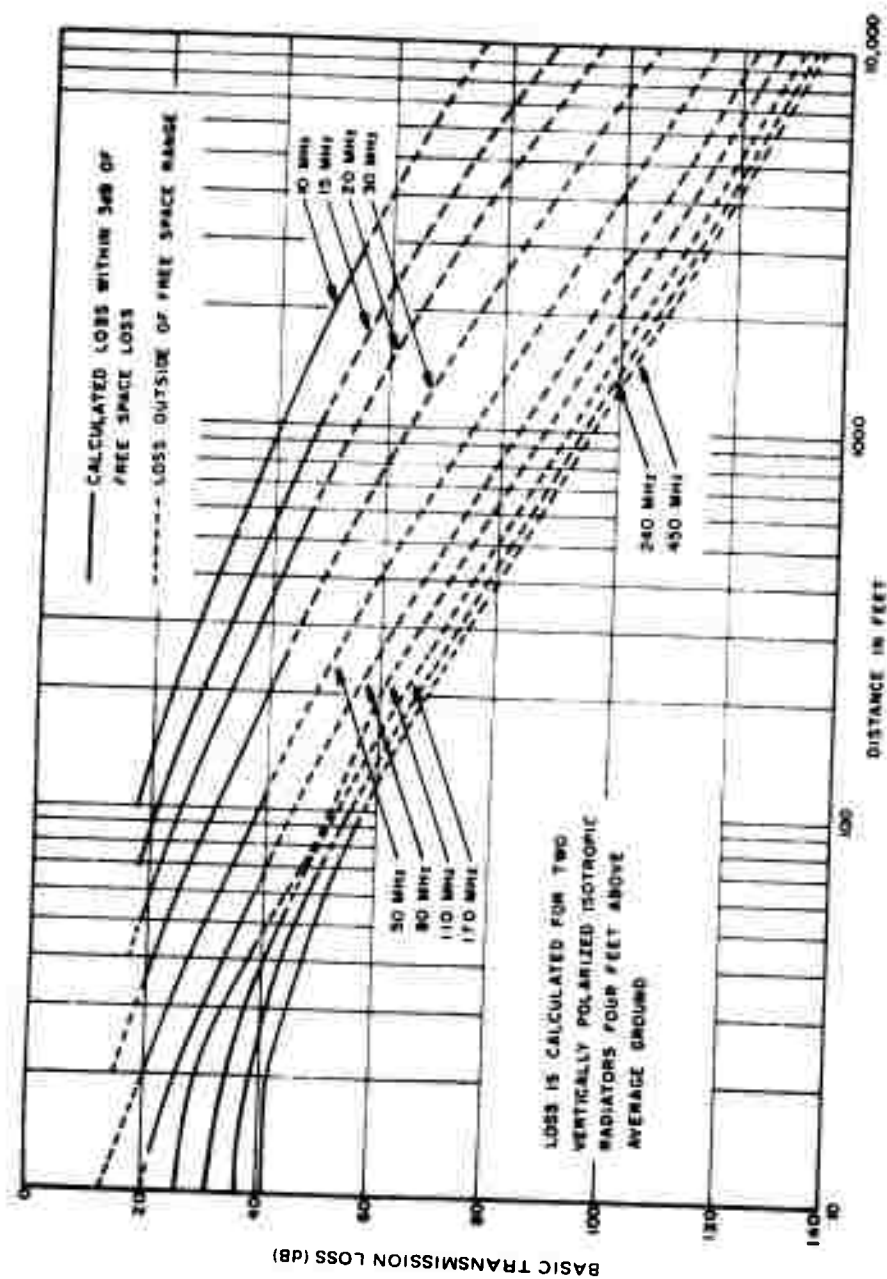 CALCULATED LOSS WITHIN 3dB OF
FREE SPACE LOSS
LOSS OUTSIDE OF FREE SPACE RANGE
10 MHz
15 MHz
20 MHz
30 MHz
50 MHz
80 MHz
110 MHz
170 MHz
240 MHz
450 MHz
LOSS IS CALCULATED FOR TWO
VERTICALLY POLARIZED ISOTROPIC
RADIATORS FOUR FEET ABOVE
AVERAGE GROUND
BASIC TRANSMISSION LOSS (dB)
0
20
40
60
80
100
120
140
10
100
1000
10,000
DISTANCE IN FEET